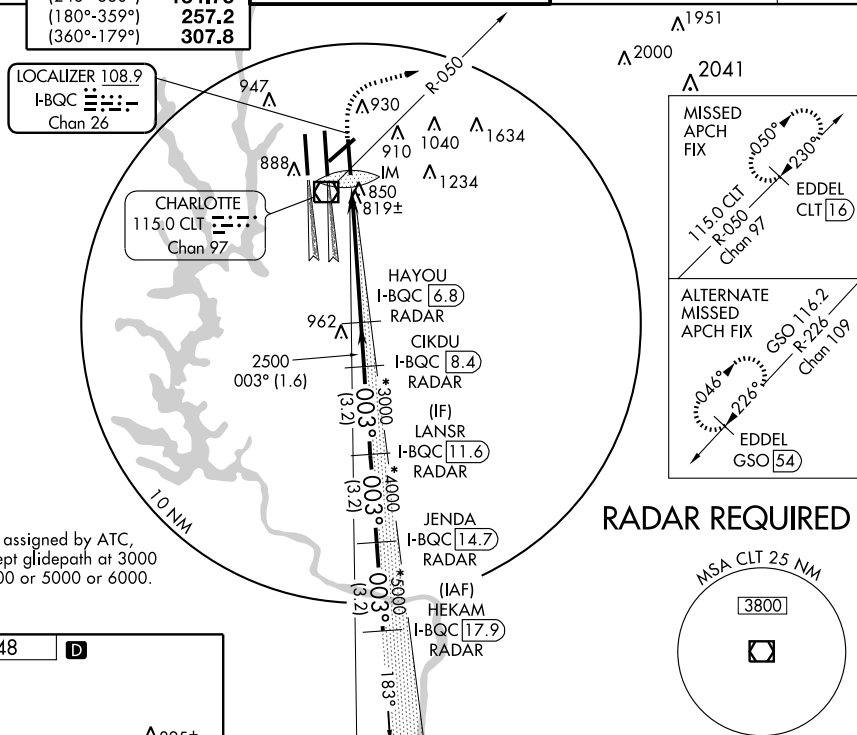 (180°-359°) 257.2
(360°-179°) 307.8
LOCALIZER 108.9
I-BQC
Chan 26
947
930
R-050
1951
2000
2041
910
1040
1634
888
IM
850
819±
1234
CHARLOTTE
115.0 CLT
Chan 97
MISSED
APCH
FIX
050°
230°
EDDEL
CLT 16
115.0 CLT
R-050
Chan 97
HAYOU
I-BQC 6.8
RADAR
962
CIKDU
I-BQC 8.4
RADAR
2500
003° (1.6)
ALTERNATE
MISSED
APCH FIX
GSO 116.2
R-226
Chan 109
046°
226°
EDDEL
GSO 54
*3000
003°
(3.2)
(IF)
LANSR
I-BQC 11.6
RADAR
*4000
003°
(3.2)
JENDA
I-BQC 14.7
RADAR
*5000
003°
(3.2)
(IAF)
HEKAM
I-BQC 17.9
RADAR
183°
10 NM
assigned by ATC,
ept glidepath at 3000
00 or 5000 or 6000.
RADAR REQUIRED
MSA CLT 25 NM
3800
48 D